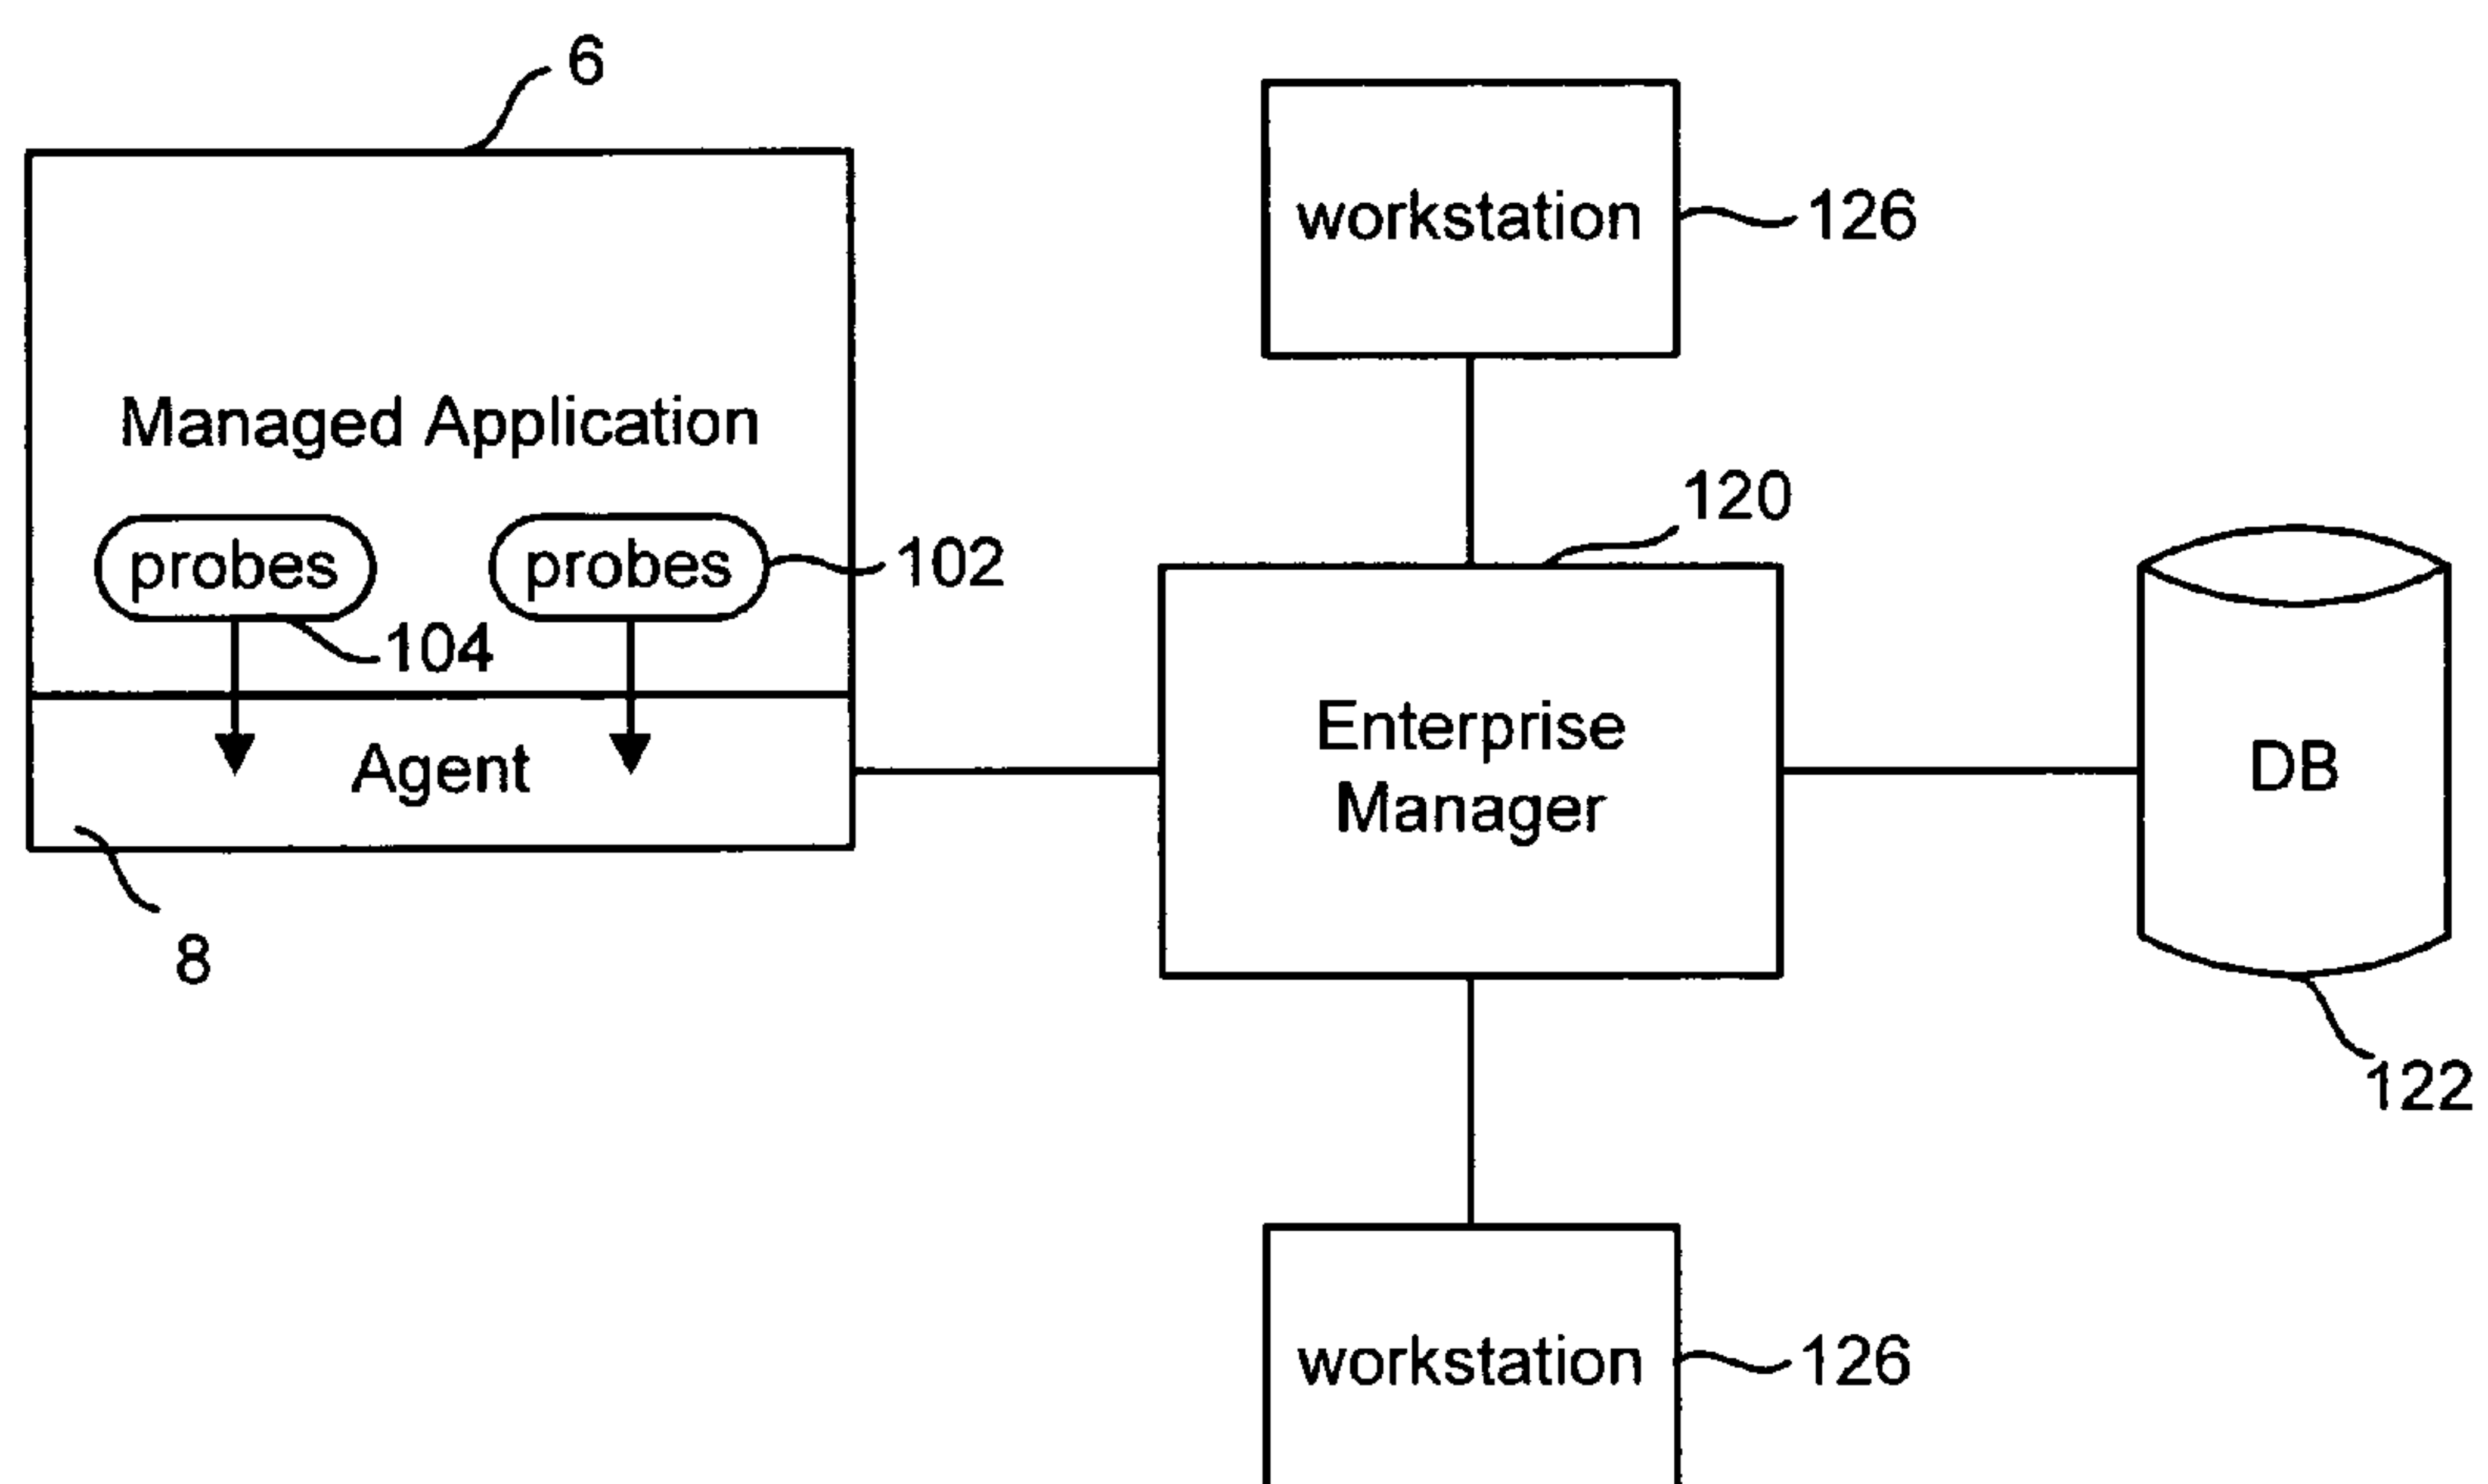 6
workstation
126
Managed Application
120
probes
probes
102
104
Enterprise
Manager
Agent
DB
8
122
workstation
126